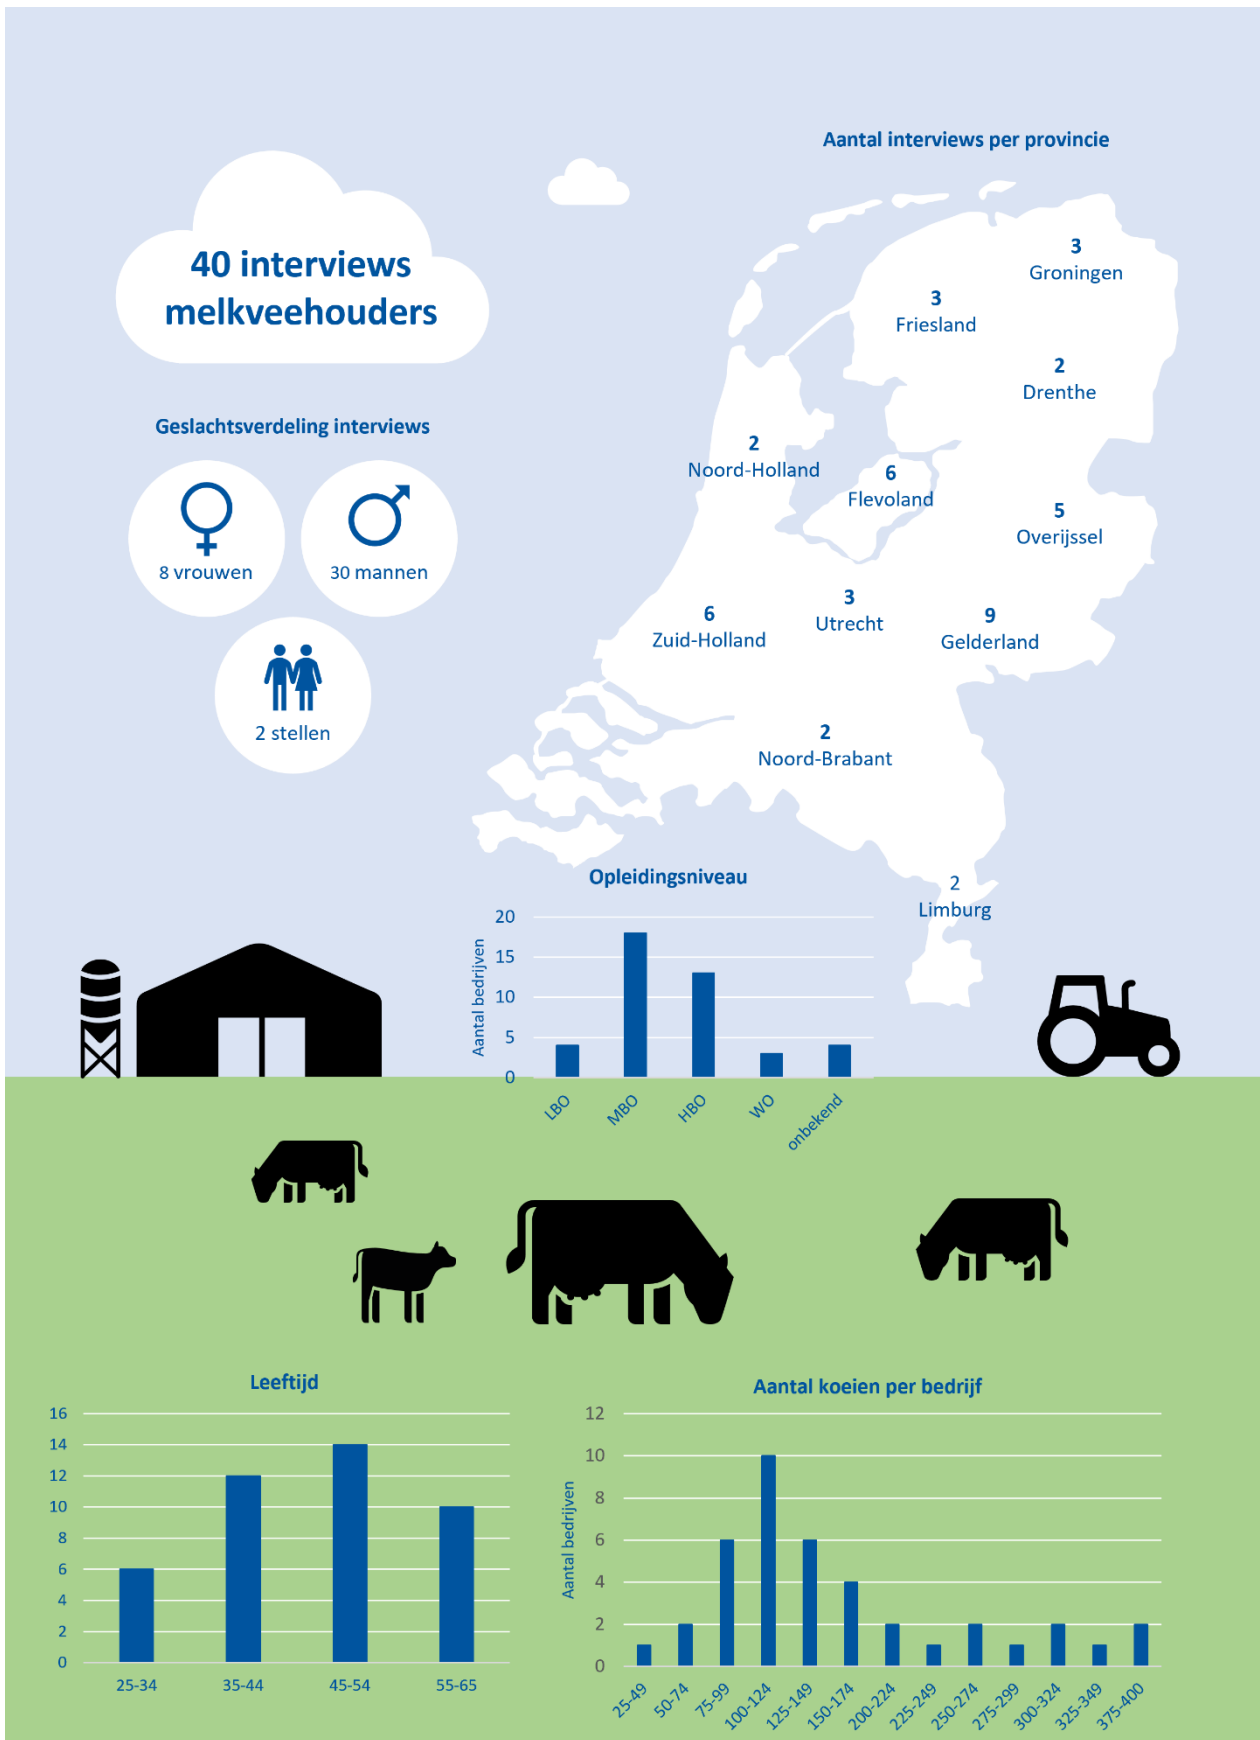 Aantal interviews per provincie
40 interviews
melkveehouders
3
Groningen
3
Friesland
2
Drenthe
Geslachtsverdeling interviews
2
Noord-Holland
6
Flevoland
5
Overijssel
8 vrouwen
30 mannen
3
Utrecht
6
Zuid-Holland
9
Gelderland
2 stellen
2
Noord-Brabant
2
Limburg
Opleidingsniveau
Aantal bedrijven
20
15
10
5
0
LBO
MBO
HBO
WO
onbekend
Leeftijd
16
14
12
10
8
6
4
2
0
25-34
35-44
45-54
55-65
Aantal koeien per bedrijf
Aantal bedrijven
12
10
8
6
4
2
0
25-49
50-74
75-99
100-124
125-149
150-174
200-224
225-249
250-274
275-299
300-324
325-349
375-400